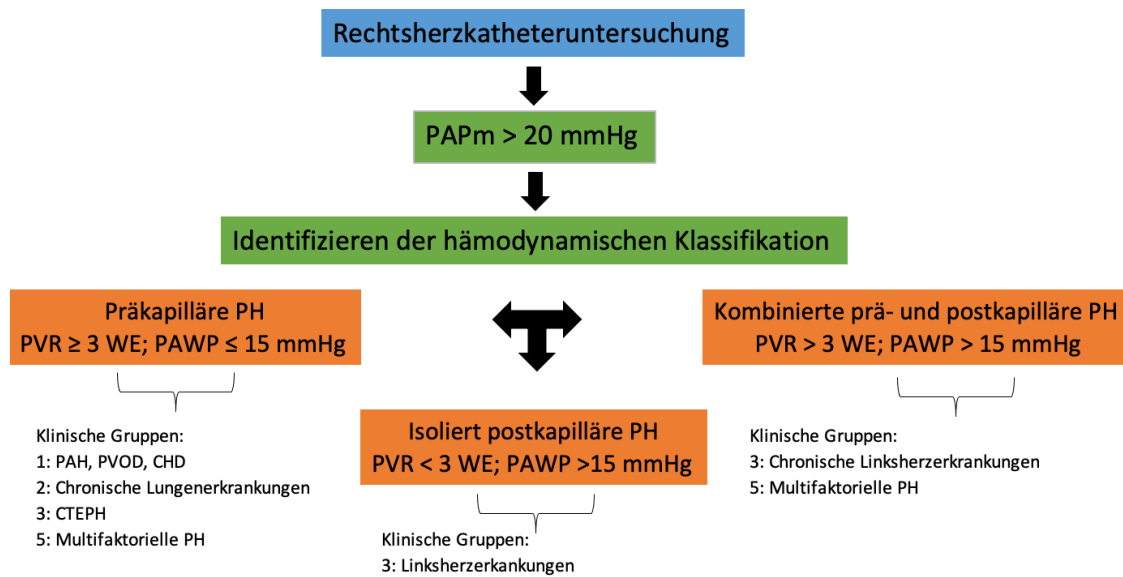 Rechtsherzkatheteruntersuchung
PAPm > 20 mmHg
Identifizieren der hämodynamischen Klassifikation
Präkapilläre PH
PVR ≥ 3 WE; PAWP ≤ 15 mmHg
Klinische Gruppen:
1: PAH, PVOD, CHD
2: Chronische Lungenerkrankungen
3: CTEPH
5: Multifaktorielle PH
Isoliert postkapilläre PH
PVR < 3 WE; PAWP >15 mmHg
Klinische Gruppen:
3: Linksherzerkankungen
Kombinierte prä- und postkapilläre PH
PVR > 3 WE; PAWP > 15 mmHg
Klinische Gruppen:
3: Chronische Linksherzerkankungen
5: Multifaktorielle PH